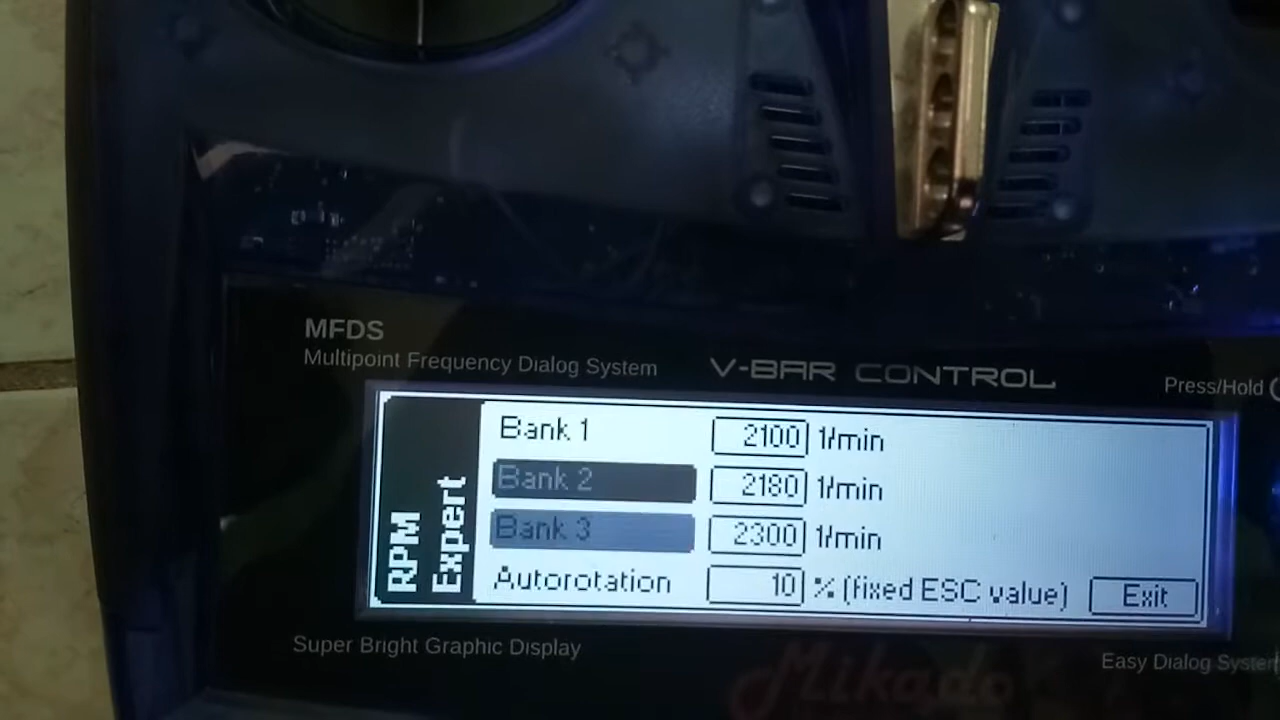 MFDS
Multipoint Frequency Dialog System
V-BAR CONTROL
Press/Hold
RPM Expert
Bank 1 2100 1/min
Bank 2 2180 1/min
Bank 3 2300 1/min
Autorotation 10 % (fixed ESC value) Exit
Super Bright Graphic Display
Easy Dialog System
Mikado